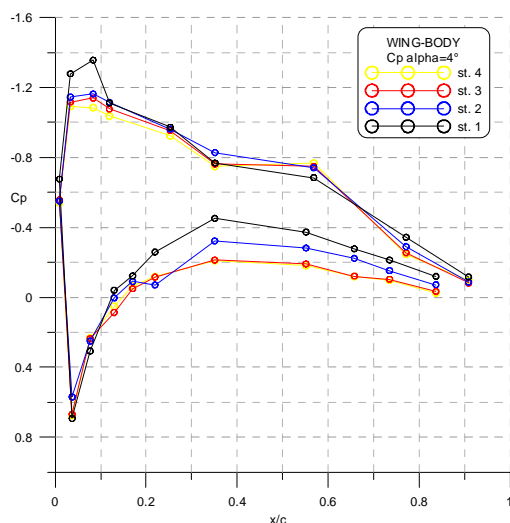 -1.6
WING-BODY
Cp alpha=4°
st. 4
st. 3
st. 2
st. 1
-1.2
-0.8
Cp
-0.4
0
0.4
0.8
0 0.2 0.4 0.6 0.8 1
x/c